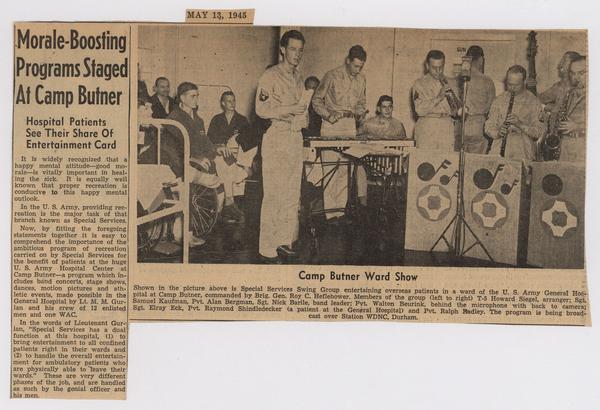 MAY 13, 1945
Morale-Boosting
Programs Staged
At Camp Butner
Hospital Patients
See Their Share Of
Entertainment Card
It is widely recognized that a
happy mental attitude—good mo-
rale—is vitally important in heal-
ing the sick. It is equally well
known that proper recreation is
conducive to this happy mental
outlook.
In the U. S. Army, providing rec-
reation is the major task of that
branch known as Special Services.
Now, by fitting the foregoing
statements together it is easy to
comprehend the importance of the
ambitious program of recreation
carried on by Special Services for
the benefit of patients at the huge
U. S. Army Hospital Center at
Camp Butner—a program which in-
cludes band concerts, stage shows,
dances, motion pictures and ath-
letic events, made possible in the
General Hospital by Lt. M. M. Gur-
ian and his crew of 12 enlisted
men and one WAC.
In the words of Lieutenant Gur-
ian, "Special Services has a dual
function at this hospital, (1) to
bring entertainment to all confined
patients right in their wards and
(2) to handle the overall entertain-
ment for ambulatory patients who
are physically able to leave their
wards." These are very different
phases of the job, and are handled
as such by the genial officer and
his men.
Camp Butner Ward Show
Shown in the picture above is Special Services Swing Group entertaining overseas patients in a ward of the U. S. Army General Hos-
pital at Camp Butner, commanded by Brig. Gen. Roy C. Heflebower. Members of the group (left to right) T-5 Howard Siegel, arranger; Sgt.
Samuel Kaufman, Pvt. Alan Bergman, Sgt. Nick Barile, band leader; Pvt. Walton Beurink, behind the microphone with back to camera;
Sgt. Elray Eck, Pvt. Raymond Shindledecker (a patient at the General Hospital) and Pvt. Ralph Hadley. The program is being broad-
cast over Station WDNC, Durham.